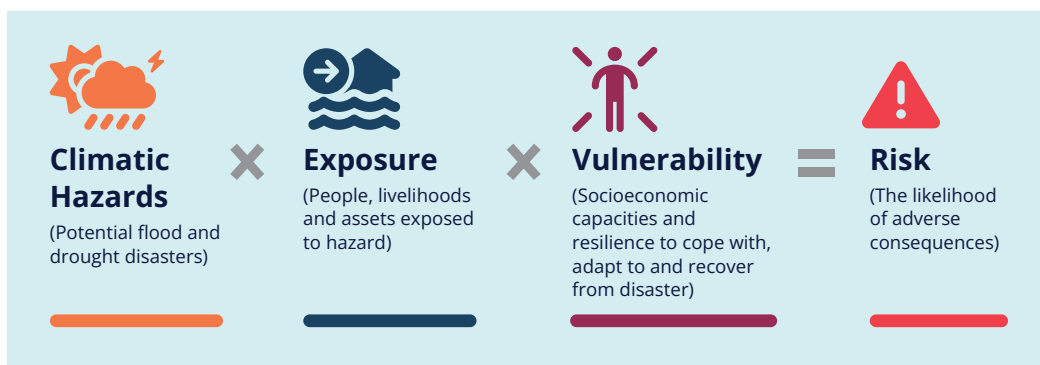 Climatic
Hazards
(Potential flood and
drought disasters)
×
Exposure
(People, livelihoods
and assets exposed
to hazard)
×
Vulnerability
(Socioeconomic
capacities and
resilience to cope with,
adapt to and recover
from disaster)
=
Risk
(The likelihood
of adverse
consequences)